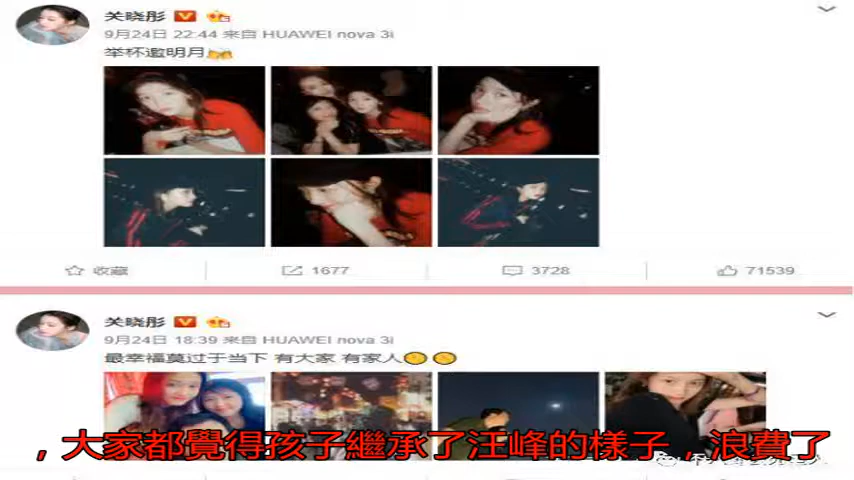 关晓彤
9月24日 22:44 来自 HUAWEI nova 3i
举杯邀明月
收藏
1677
3728
71539
关晓彤
9月24日 18:39 来自 HUAWEI nova 3i
最幸福莫过于当下 有大家 有家人
，大家都覺得孩子繼承了汪峰的樣子，浪費了